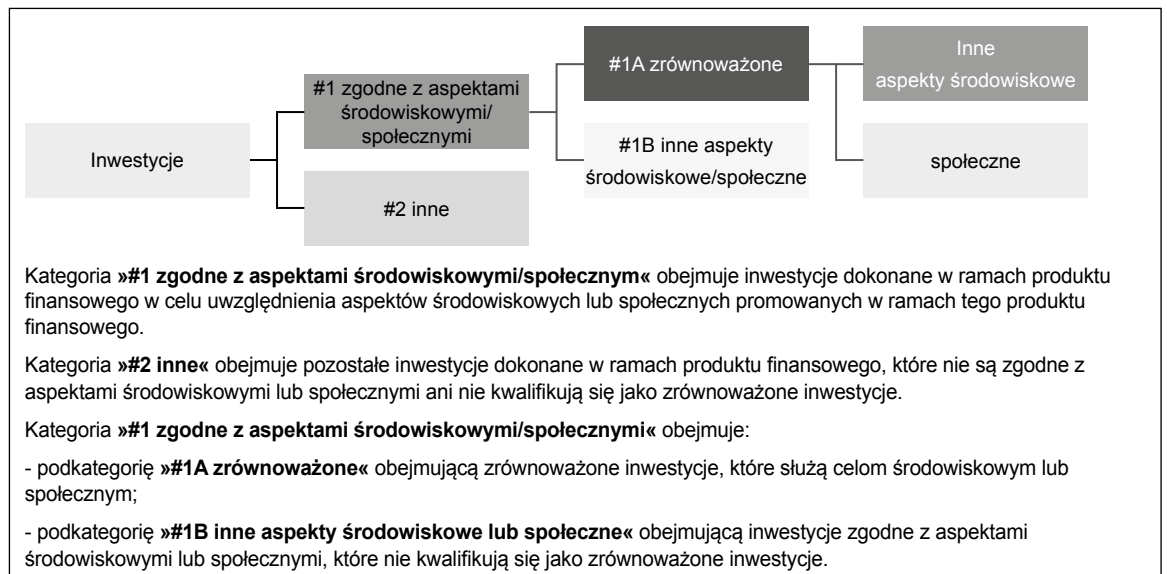 Inwestycje
#1 zgodne z aspektami
środowiskowymi/
społecznymi
#2 inne
#1A zrównoważone
#1B inne aspekty
środowiskowe/społeczne
Inne
aspekty środowiskowe
społeczne
Kategoria »#1 zgodne z aspektami środowiskowymi/społecznym« obejmuje inwestycje dokonane w ramach produktu
finansowego w celu uwzględnienia aspektów środowiskowych lub społecznych promowanych w ramach tego produktu
finansowego.
Kategoria »#2 inne« obejmuje pozostałe inwestycje dokonane w ramach produktu finansowego, które nie są zgodne z
aspektami środowiskowymi lub społecznymi ani nie kwalifikują się jako zrównoważone inwestycje.
Kategoria »#1 zgodne z aspektami środowiskowymi/społecznymi« obejmuje:
- podkategorię »#1A zrównoważone« obejmującą zrównoważone inwestycje, które służą celom środowiskowym lub
społecznym;
- podkategorię »#1B inne aspekty środowiskowe lub społeczne« obejmującą inwestycje zgodne z aspektami
środowiskowymi lub społecznymi, które nie kwalifikują się jako zrównoważone inwestycje.